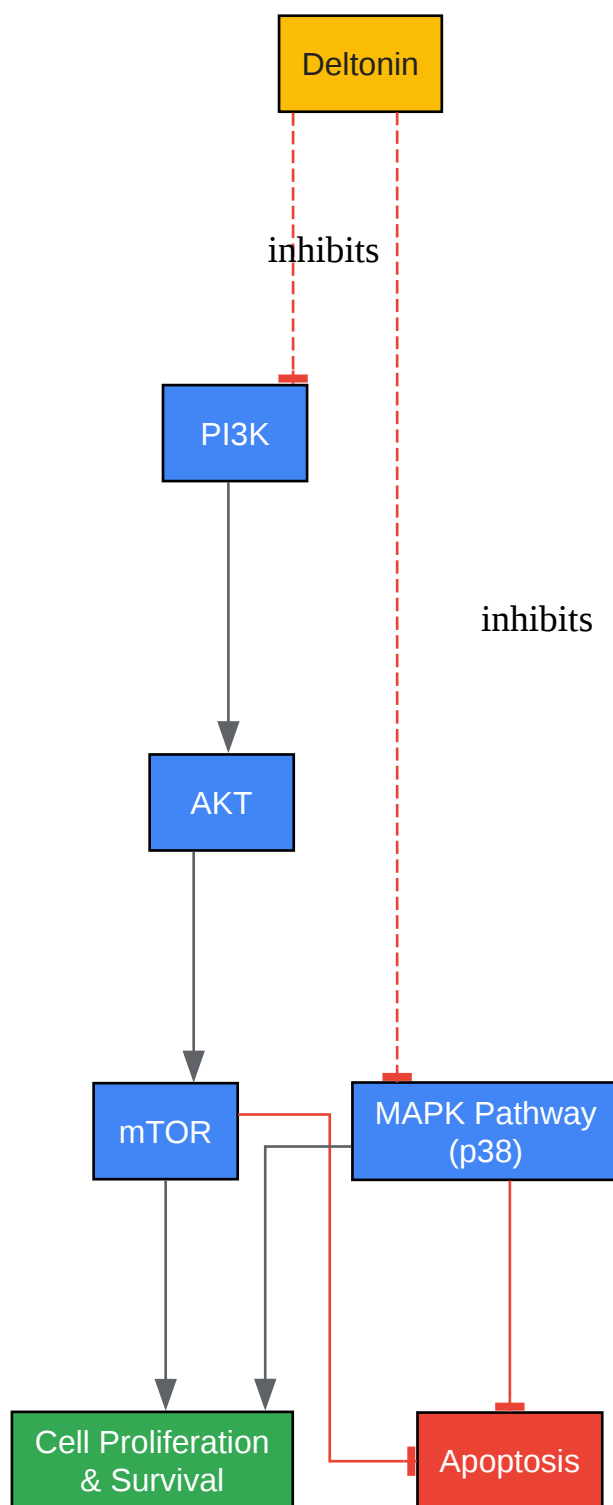 Deltonin
inhibits
PI3K
inhibits
AKT
mTOR
MAPK Pathway
(p38)
Cell Proliferation
& Survival
Apoptosis